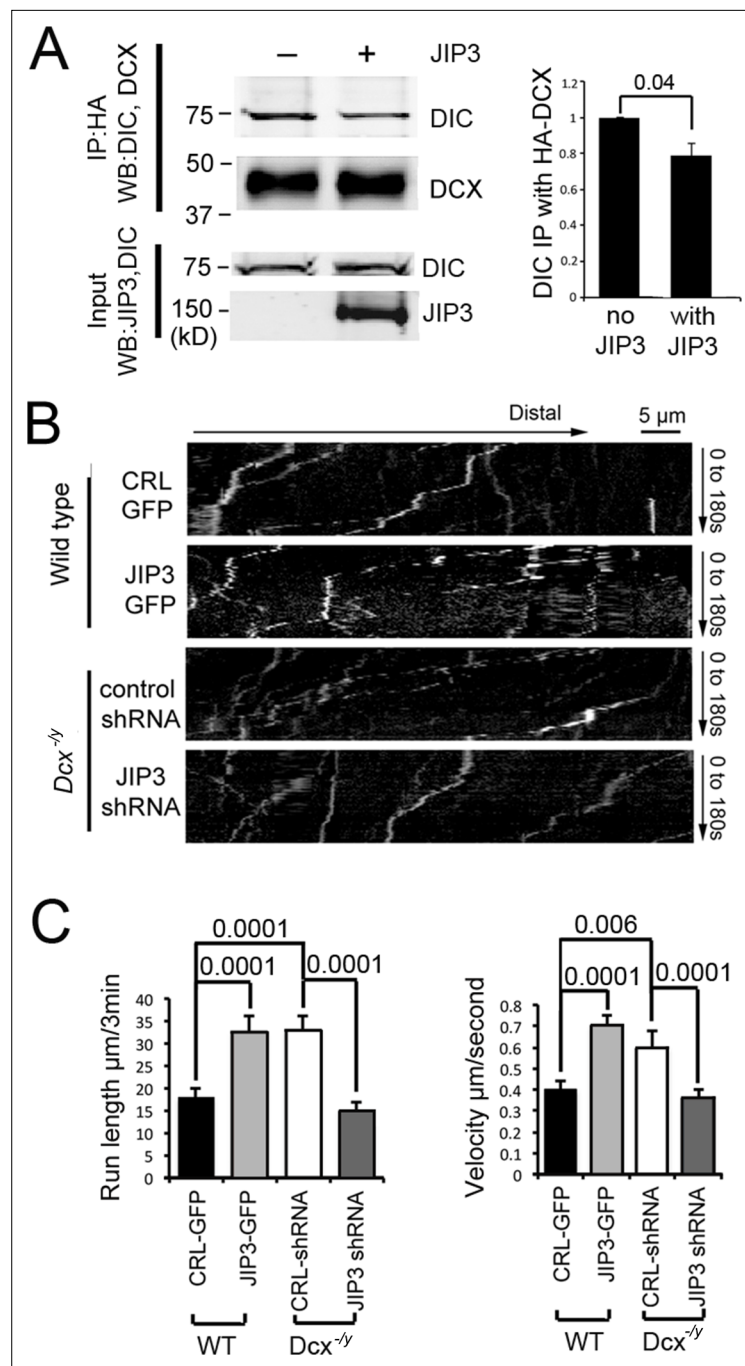 A
IP:HA
WB:DIC, DCX
Input
WB:JIP3,DIC
– + JIP3
75 – DIC
50 –
DCX
37 –
75 – DIC
150 – JIP3
(kD)
0.04
DIC IP with HA-DCX
1.2
1
0.8
0.6
0.4
0.2
0
no JIP3
with JIP3
B
Distal
5 µm
Wild type
CRL GFP
0 to 180s
JIP3 GFP
0 to 180s
Dcx-/y
control shRNA
0 to 180s
JIP3 shRNA
0 to 180s
C
0.0001
0.0001 0.0001
Run length µm/3min
40
35
30
25
20
15
10
5
0
CRL-GFP
JIP3-GFP
CRL-shRNA
JIP3 shRNA
WT Dcx-/y
0.006
0.0001 0.0001
Velocity µm/second
0.8
0.7
0.6
0.5
0.4
0.3
0.2
0.1
0
CRL-GFP
JIP3-GFP
CRL-shRNA
JIP3 shRNA
WT Dcx-/y